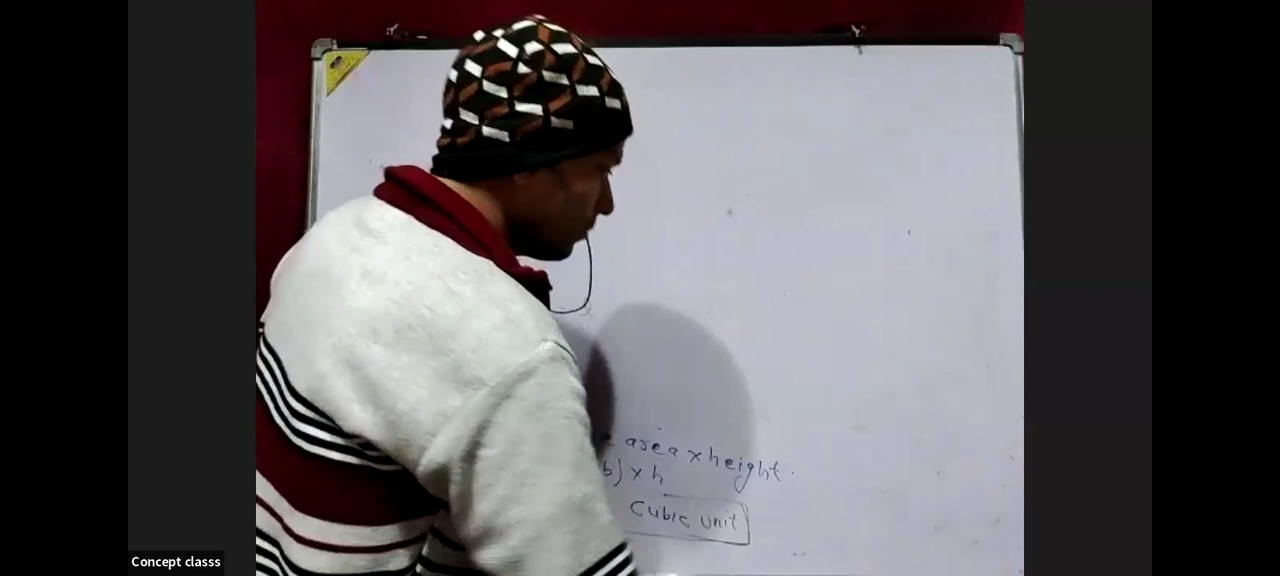 area x height
b) x h
Cubic unit
Concept classs